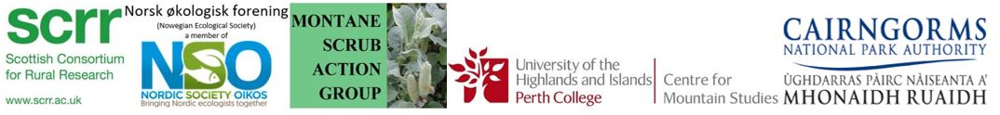 scrr
Scottish Consortium
for Rural Research
www.scrr.ac.uk
Norsk økologisk forening
(Nowegian Ecological Society)
a member of
NSO
NORDIC SOCIETY OIKOS
Bringing Nordic ecologists together
MONTANE
SCRUB
ACTION
GROUP
University of the
Highlands and Islands
Perth College
Centre for
Mountain Studies
CAIRNGORMS
NATIONAL PARK AUTHORITY
ÙGHDARRAS PÀIRC NÀISEANTA A’
MHONAIDH RUAIDH